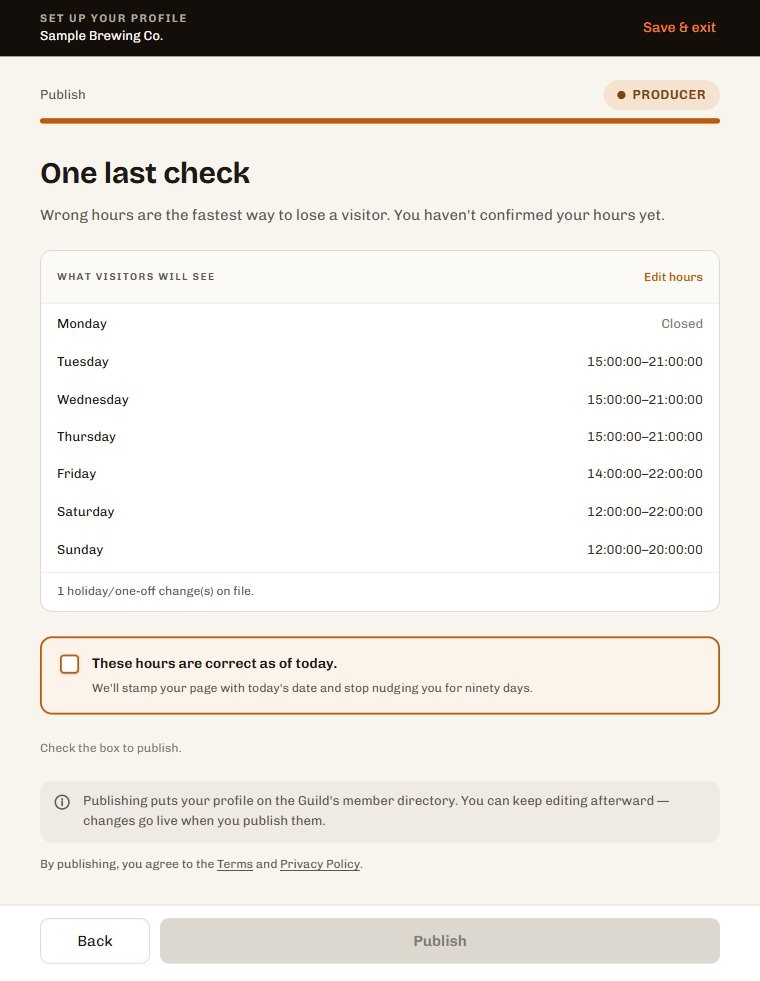 SET UP YOUR PROFILE
Sample Brewing Co.
Save & exit
Publish
PRODUCER
One last check
Wrong hours are the fastest way to lose a visitor. You haven't confirmed your hours yet.
WHAT VISITORS WILL SEE
Edit hours
Monday Closed
Tuesday 15:00:00–21:00:00
Wednesday 15:00:00–21:00:00
Thursday 15:00:00–21:00:00
Friday 14:00:00–22:00:00
Saturday 12:00:00–22:00:00
Sunday 12:00:00–20:00:00
1 holiday/one-off change(s) on file.
These hours are correct as of today.
We'll stamp your page with today's date and stop nudging you for ninety days.
Check the box to publish.
Publishing puts your profile on the Guild's member directory. You can keep editing afterward —
changes go live when you publish them.
By publishing, you agree to the Terms and Privacy Policy.
Back
Publish